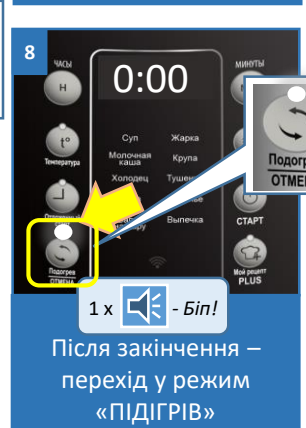 8
ЧАСЫ
МИНУТЫ
0:00
H
t°
Температура
Суп
Жарка
Молочная каша
Крупа
Холодец
Выпечка
СТАРТ
Подогрев
ОТМЕНА
Мой рецепт
PLUS
1 x - Біп!
Після закінчення –
перехід у режим
«ПІДІГРІВ»